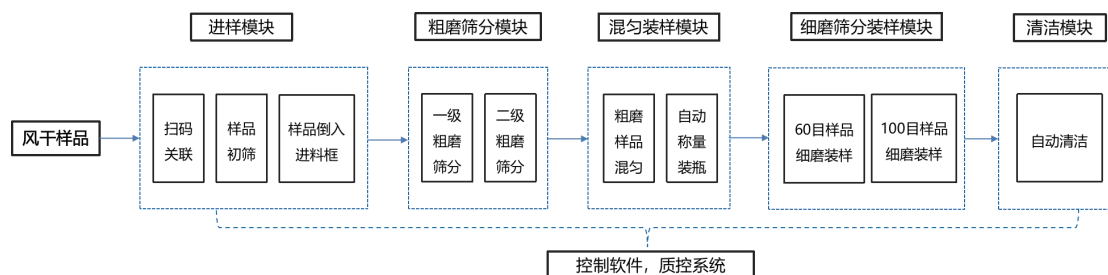 进样模块
粗磨筛分模块
混匀装样模块
细磨筛分装样模块
清洁模块
风干样品
扫码
关联
样品
初筛
样品倒入
进料框
一级
粗磨
筛分
二级
粗磨
筛分
粗磨
样品
混匀
自动
称量
装瓶
60目样品
细磨装样
100目样品
细磨装样
自动清洁
控制软件，质控系统